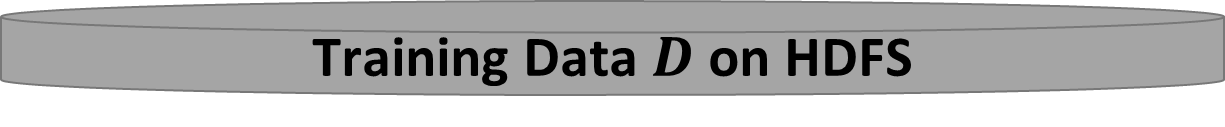 Training Data D on HDFS